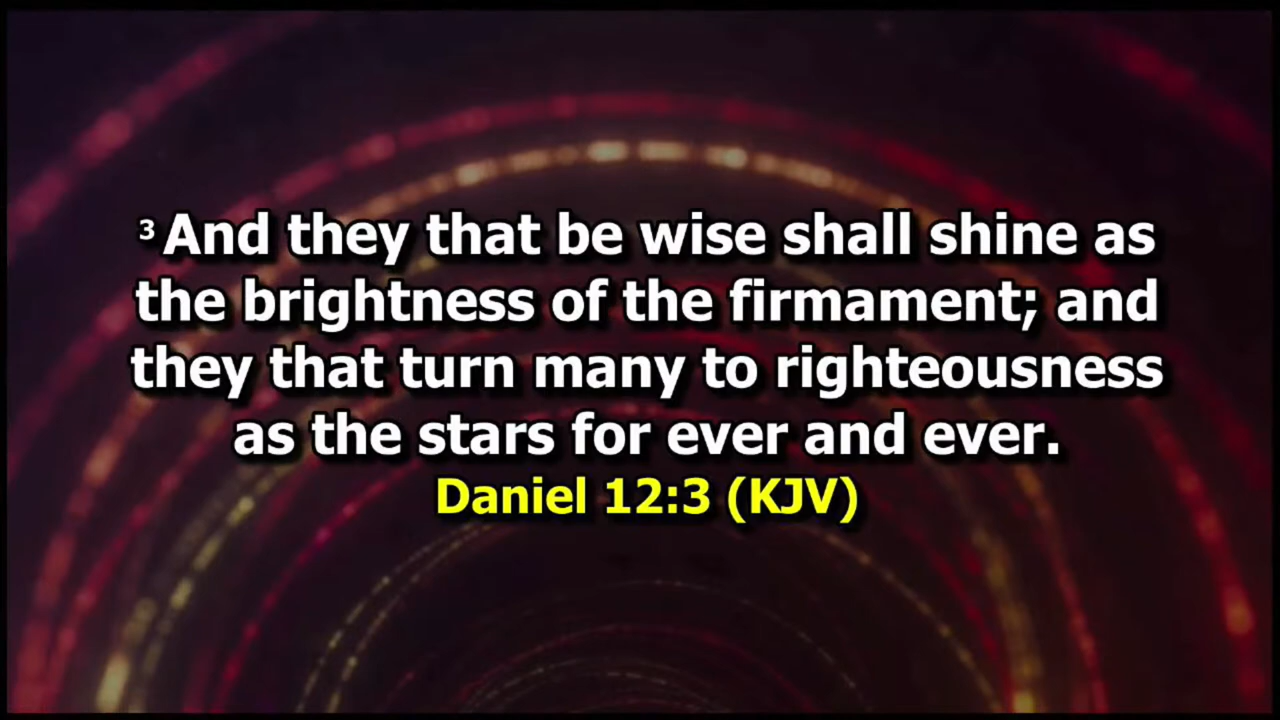 3 And they that be wise shall shine as
the brightness of the firmament; and
they that turn many to righteousness
as the stars for ever and ever.
Daniel 12:3 (KJV)